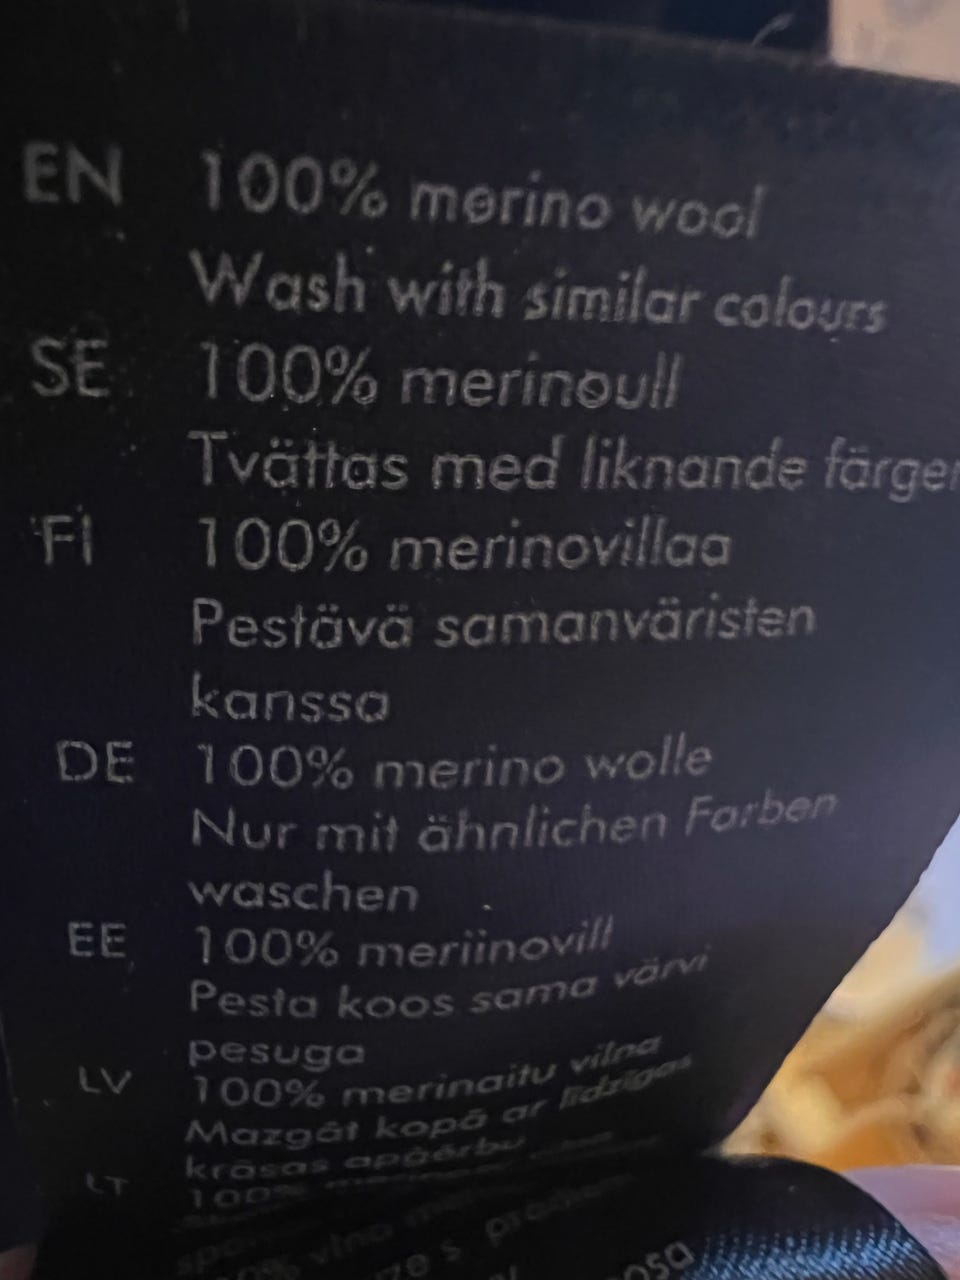 EN 100% merino wool
Wash with similar colours
SE 100% merinoull
Tvättas med liknande färger
FI 100% merinovillaa
Pestävä samanväristen
kanssa
DE 100% merino wolle
Nur mit ähnlichen Farben
waschen
EE 100% meriinovill
Pesta koos sama värvi
pesuga
LV 100% merinaitu vilna
Mazgāt kopā ar līdzīgas
krāsas apģērbu
LT 100%